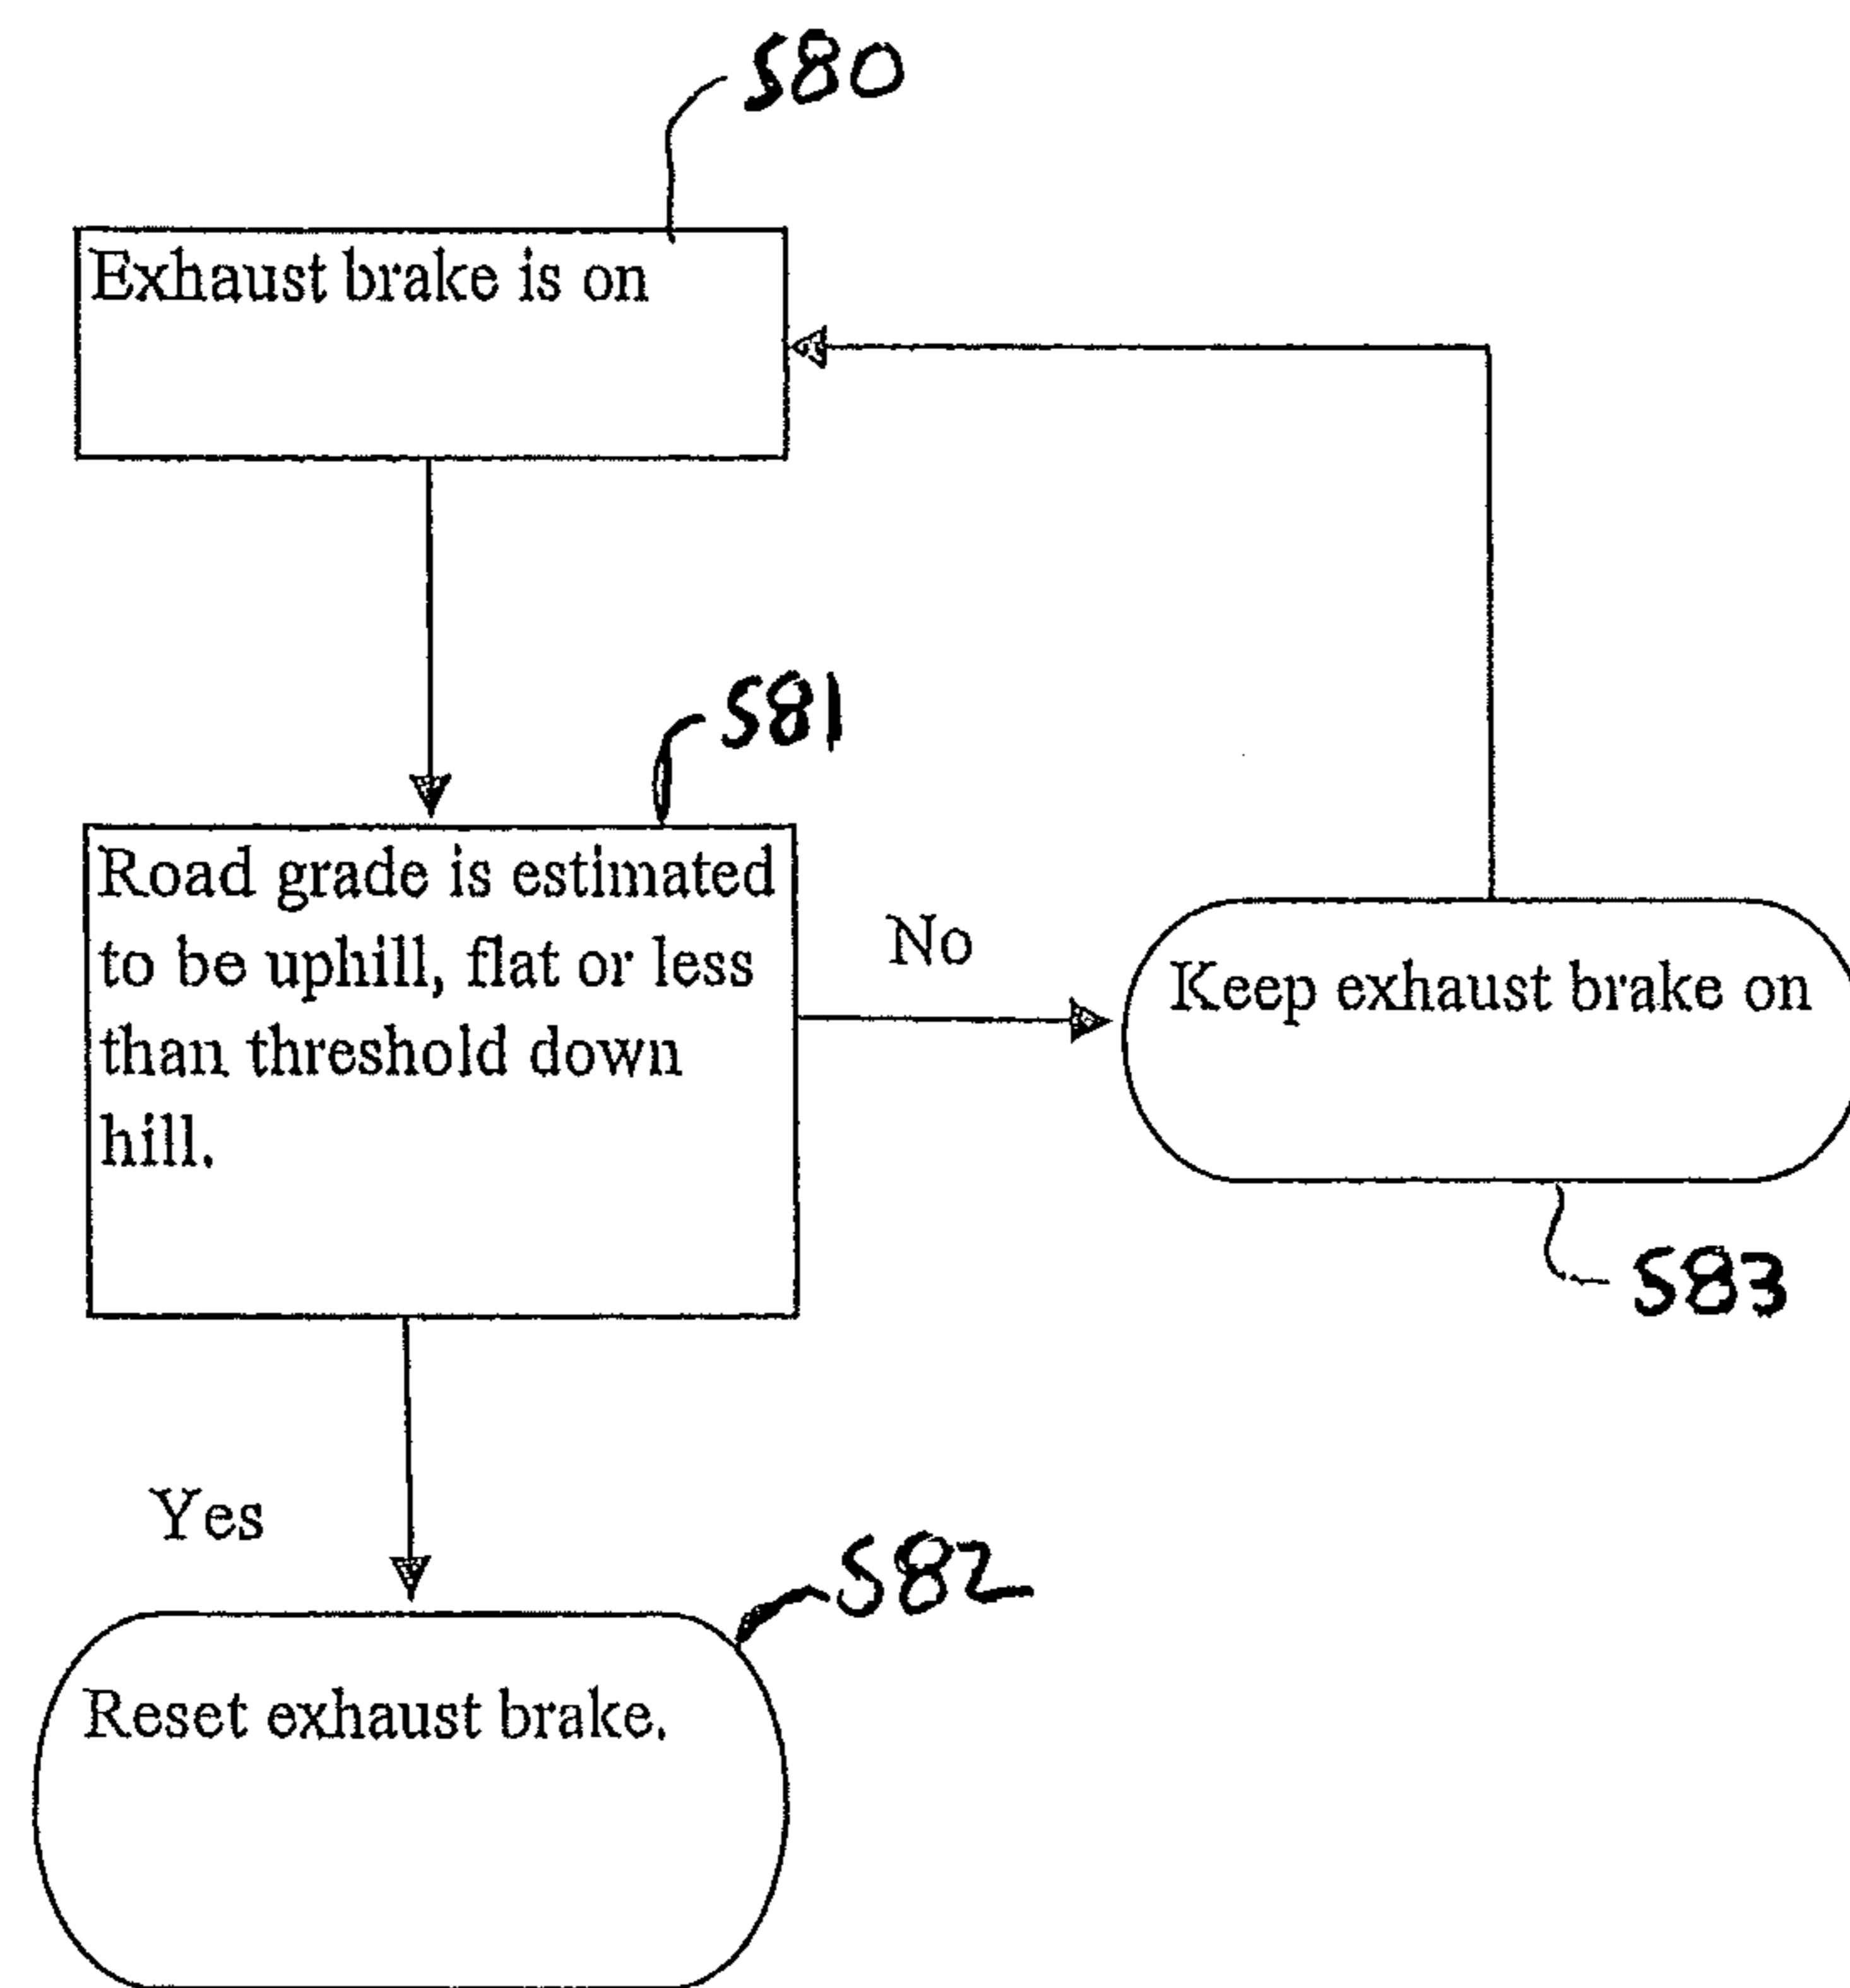 S80
Exhaust brake is on
S81
Road grade is estimated
to be uphill, flat or less
than threshold down
hill.
No
Keep exhaust brake on
S83
Yes
S82
Reset exhaust brake.